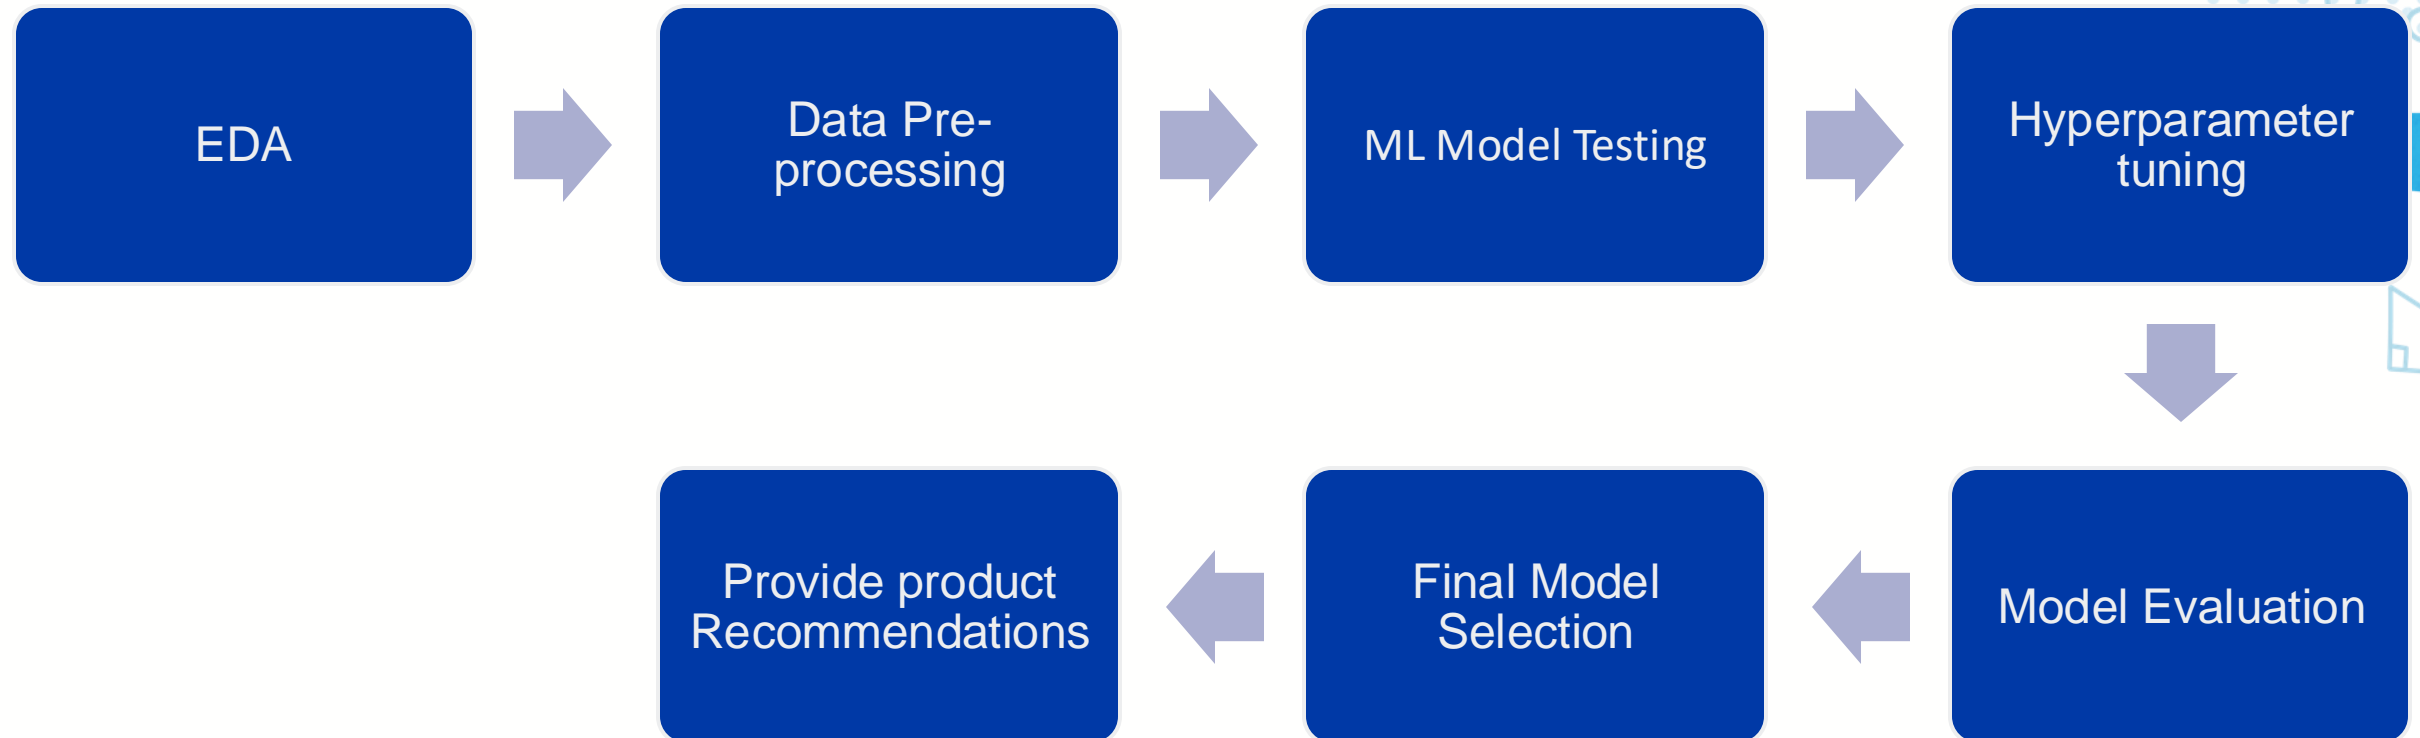 EDA
Data Pre-
processing
ML Model Testing
Hyperparameter
tuning
Model Evaluation
Final Model
Selection
Provide product
Recommendations